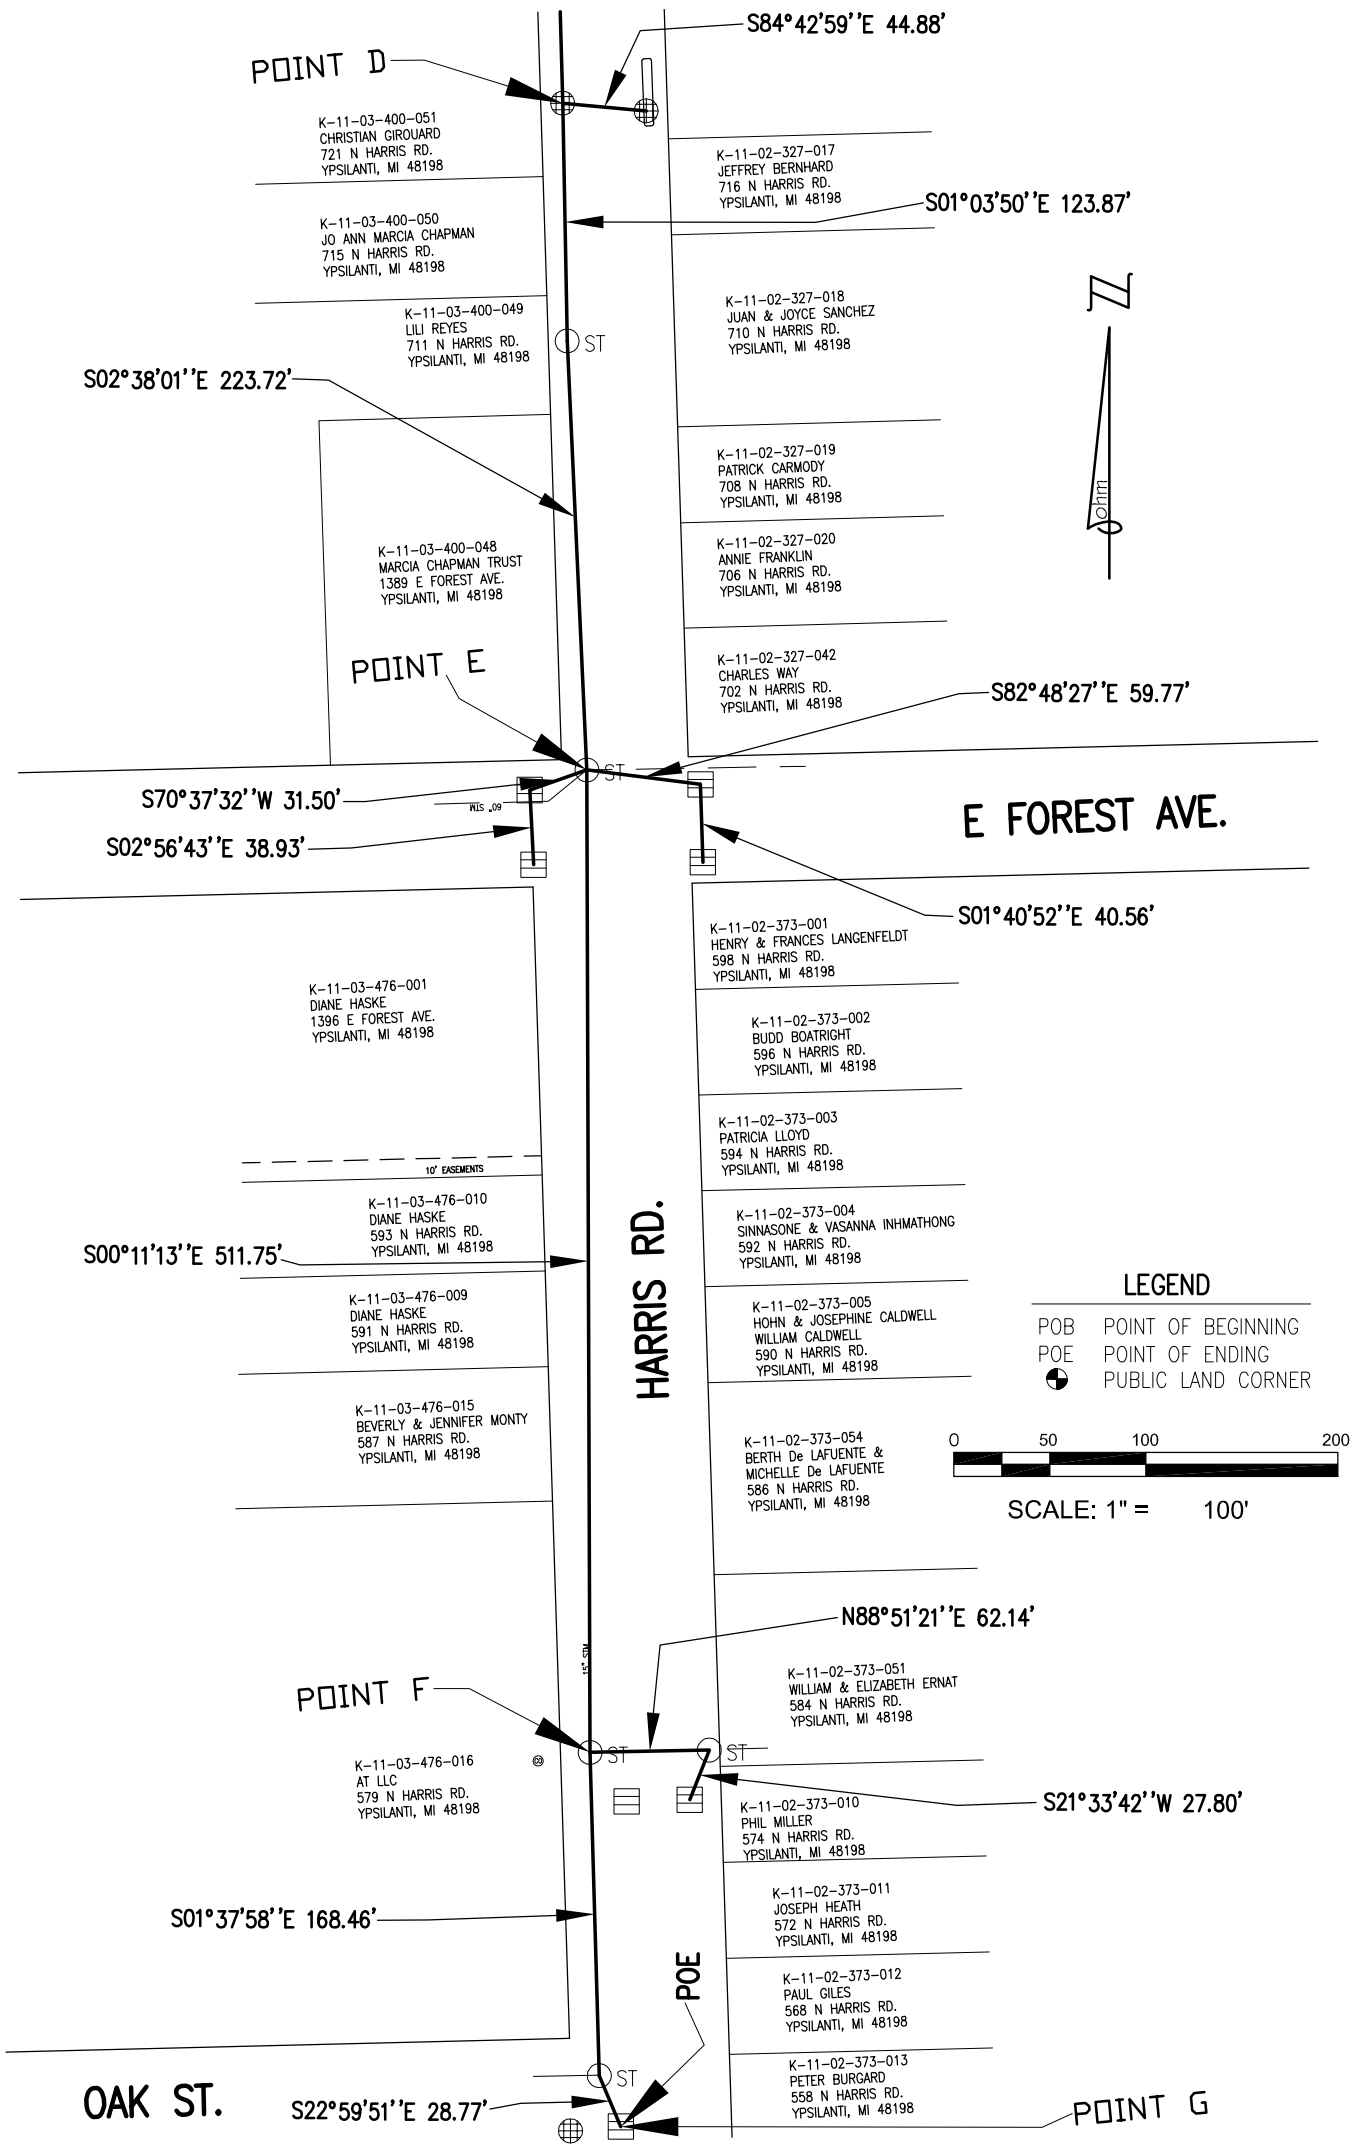 S84°42'59''E 44.88'
POINT D
K-11-03-400-051
CHRISTIAN GIROUARD
721 N HARRIS RD.
YPSILANTI, MI 48198
K-11-02-327-017
JEFFREY BERNHARD
716 N HARRIS RD.
YPSILANTI, MI 48198
S01°03'50''E 123.87'
K-11-03-400-050
JO ANN MARCIA CHAPMAN
715 N HARRIS RD.
YPSILANTI, MI 48198
K-11-03-400-049
LILI REYES
711 N HARRIS RD.
YPSILANTI, MI 48198
ST
K-11-02-327-018
JUAN & JOYCE SANCHEZ
710 N HARRIS RD.
YPSILANTI, MI 48198
N
S02°38'01''E 223.72'
K-11-02-327-019
PATRICK CARMODY
708 N HARRIS RD.
YPSILANTI, MI 48198
ohm
K-11-03-400-048
MARCIA CHAPMAN TRUST
1389 E FOREST AVE.
YPSILANTI, MI 48198
K-11-02-327-020
ANNIE FRANKLIN
706 N HARRIS RD.
YPSILANTI, MI 48198
POINT E
K-11-02-327-042
CHARLES WAY
702 N HARRIS RD.
YPSILANTI, MI 48198
S82°48'27''E 59.77'
ST
S70°37'32''W 31.50'
60" STM
S02°56'43''E 38.93'
E FOREST AVE.
S01°40'52''E 40.56'
K-11-02-373-001
HENRY & FRANCES LANGENFELDT
598 N HARRIS RD.
YPSILANTI, MI 48198
K-11-03-476-001
DIANE HASKE
1396 E FOREST AVE.
YPSILANTI, MI 48198
K-11-02-373-002
BUDD BOATRIGHT
596 N HARRIS RD.
YPSILANTI, MI 48198
K-11-02-373-003
PATRICIA LLOYD
594 N HARRIS RD.
YPSILANTI, MI 48198
10' EASEMENTS
K-11-03-476-010
DIANE HASKE
593 N HARRIS RD.
YPSILANTI, MI 48198
HARRIS RD.
K-11-02-373-004
SINNASONE & VASANNA INHMATHONG
592 N HARRIS RD.
YPSILANTI, MI 48198
S00°11'13''E 511.75'
K-11-03-476-009
DIANE HASKE
591 N HARRIS RD.
YPSILANTI, MI 48198
K-11-02-373-005
HOHN & JOSEPHINE CALDWELL
WILLIAM CALDWELL
590 N HARRIS RD.
YPSILANTI, MI 48198
LEGEND
POB POINT OF BEGINNING
POE POINT OF ENDING
PUBLIC LAND CORNER
K-11-03-476-015
BEVERLY & JENNIFER MONTY
587 N HARRIS RD.
YPSILANTI, MI 48198
K-11-02-373-054
BERTH De LAFUENTE &
MICHELLE De LAFUENTE
586 N HARRIS RD.
YPSILANTI, MI 48198
0 50 100 200
SCALE: 1" = 100'
N88°51'21''E 62.14'
15" STM
POINT F
K-11-02-373-051
WILLIAM & ELIZABETH ERNAT
584 N HARRIS RD.
YPSILANTI, MI 48198
ST
ST
K-11-03-476-016
AT LLC
579 N HARRIS RD.
YPSILANTI, MI 48198
S21°33'42''W 27.80'
K-11-02-373-010
PHIL MILLER
574 N HARRIS RD.
YPSILANTI, MI 48198
K-11-02-373-011
JOSEPH HEATH
572 N HARRIS RD.
YPSILANTI, MI 48198
S01°37'58''E 168.46'
POE
K-11-02-373-012
PAUL GILES
568 N HARRIS RD.
YPSILANTI, MI 48198
ST
K-11-02-373-013
PETER BURGARD
558 N HARRIS RD.
YPSILANTI, MI 48198
OAK ST.
S22°59'51''E 28.77'
POINT G